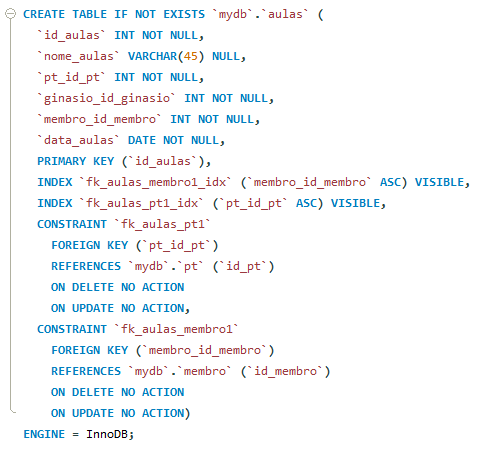 CREATE TABLE IF NOT EXISTS `mydb`.`aulas` (
  `id_aulas` INT NOT NULL,
  `nome_aulas` VARCHAR(45) NULL,
  `pt_id_pt` INT NOT NULL,
  `ginasio_id_ginasio` INT NOT NULL,
  `membro_id_membro` INT NOT NULL,
  `data_aulas` DATE NOT NULL,
  PRIMARY KEY (`id_aulas`),
  INDEX `fk_aulas_membro1_idx` (`membro_id_membro` ASC) VISIBLE,
  INDEX `fk_aulas_pt1_idx` (`pt_id_pt` ASC) VISIBLE,
  CONSTRAINT `fk_aulas_pt1`
    FOREIGN KEY (`pt_id_pt`)
    REFERENCES `mydb`.`pt` (`id_pt`)
    ON DELETE NO ACTION
    ON UPDATE NO ACTION,
  CONSTRAINT `fk_aulas_membro1`
    FOREIGN KEY (`membro_id_membro`)
    REFERENCES `mydb`.`membro` (`id_membro`)
    ON DELETE NO ACTION
    ON UPDATE NO ACTION)
ENGINE = InnoDB;